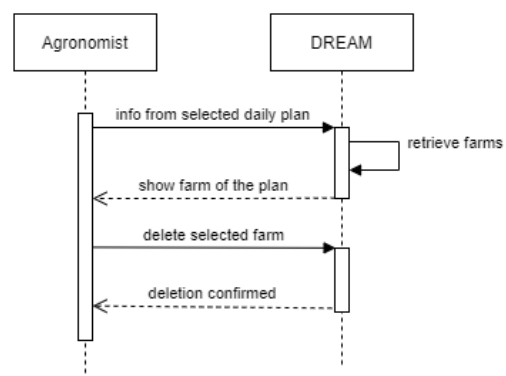 Agronomist
DREAM
info from selected daily plan
retrieve farms
show farm of the plan
delete selected farm
deletion confirmed